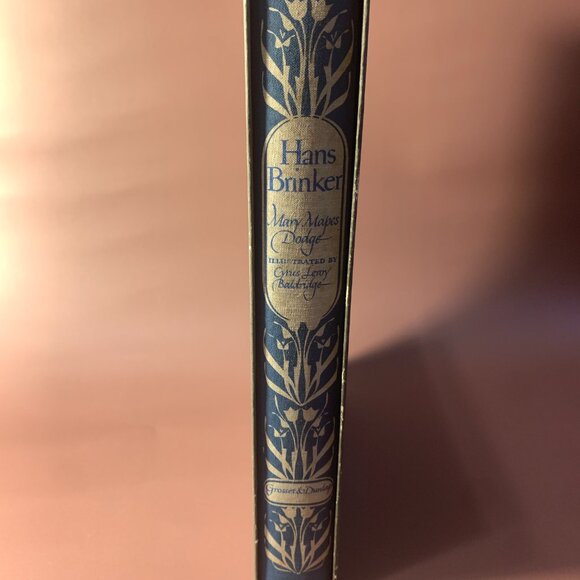 Hans
Brinker
Mary Mapes
Dodge
ILLUSTRATED BY
Cyrus Leroy
Baldridge
Grosset & Dunlap